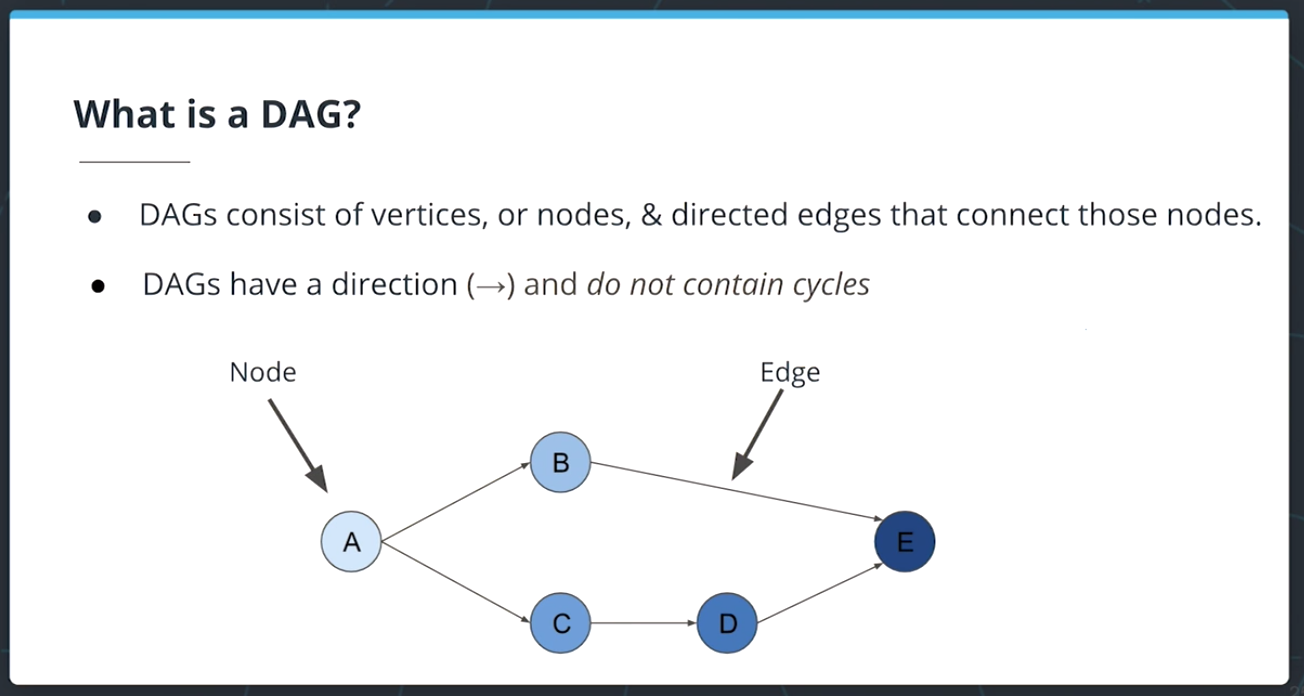 What is a DAG?
● DAGs consist of vertices, or nodes, & directed edges that connect those nodes.
● DAGs have a direction (→) and do not contain cycles
Node
Edge
B
A
E
C
D